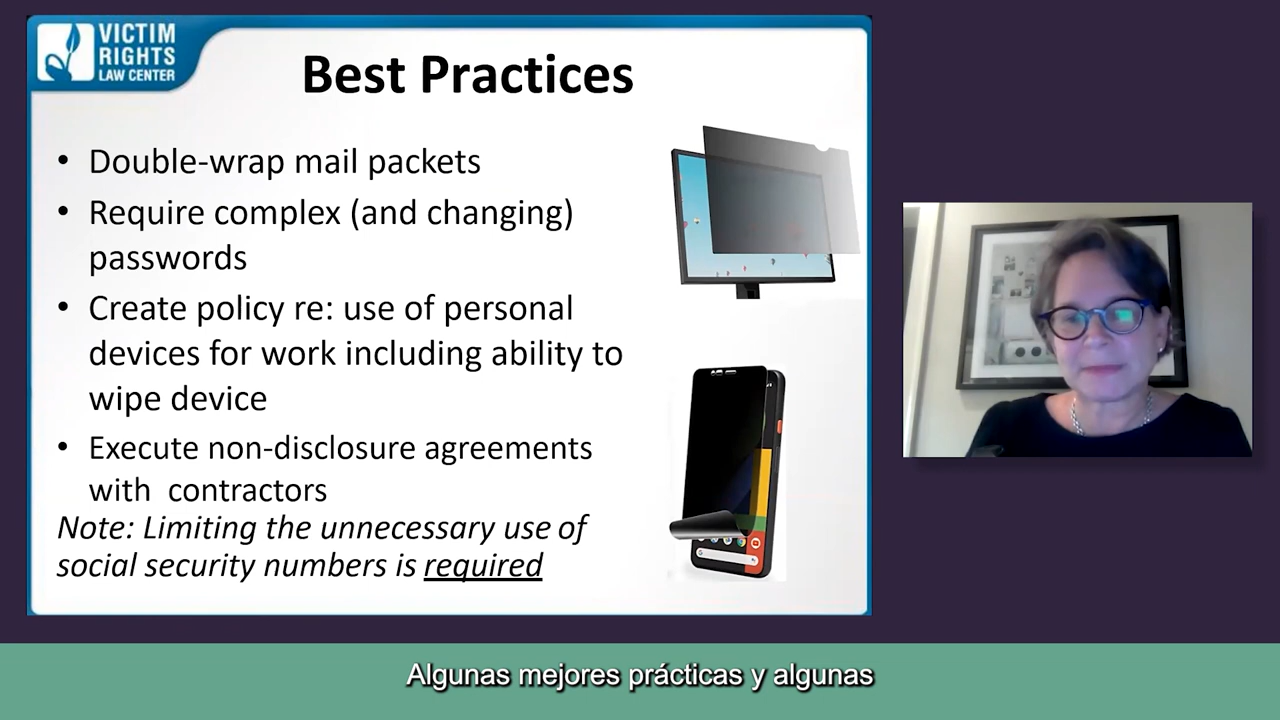 VICTIM
RIGHTS
LAW CENTER
Best Practices
• Double-wrap mail packets
• Require complex (and changing)
passwords
• Create policy re: use of personal
devices for work including ability to
wipe device
• Execute non-disclosure agreements
with contractors
Note: Limiting the unnecessary use of
social security numbers is required
Algunas mejores prácticas y algunas